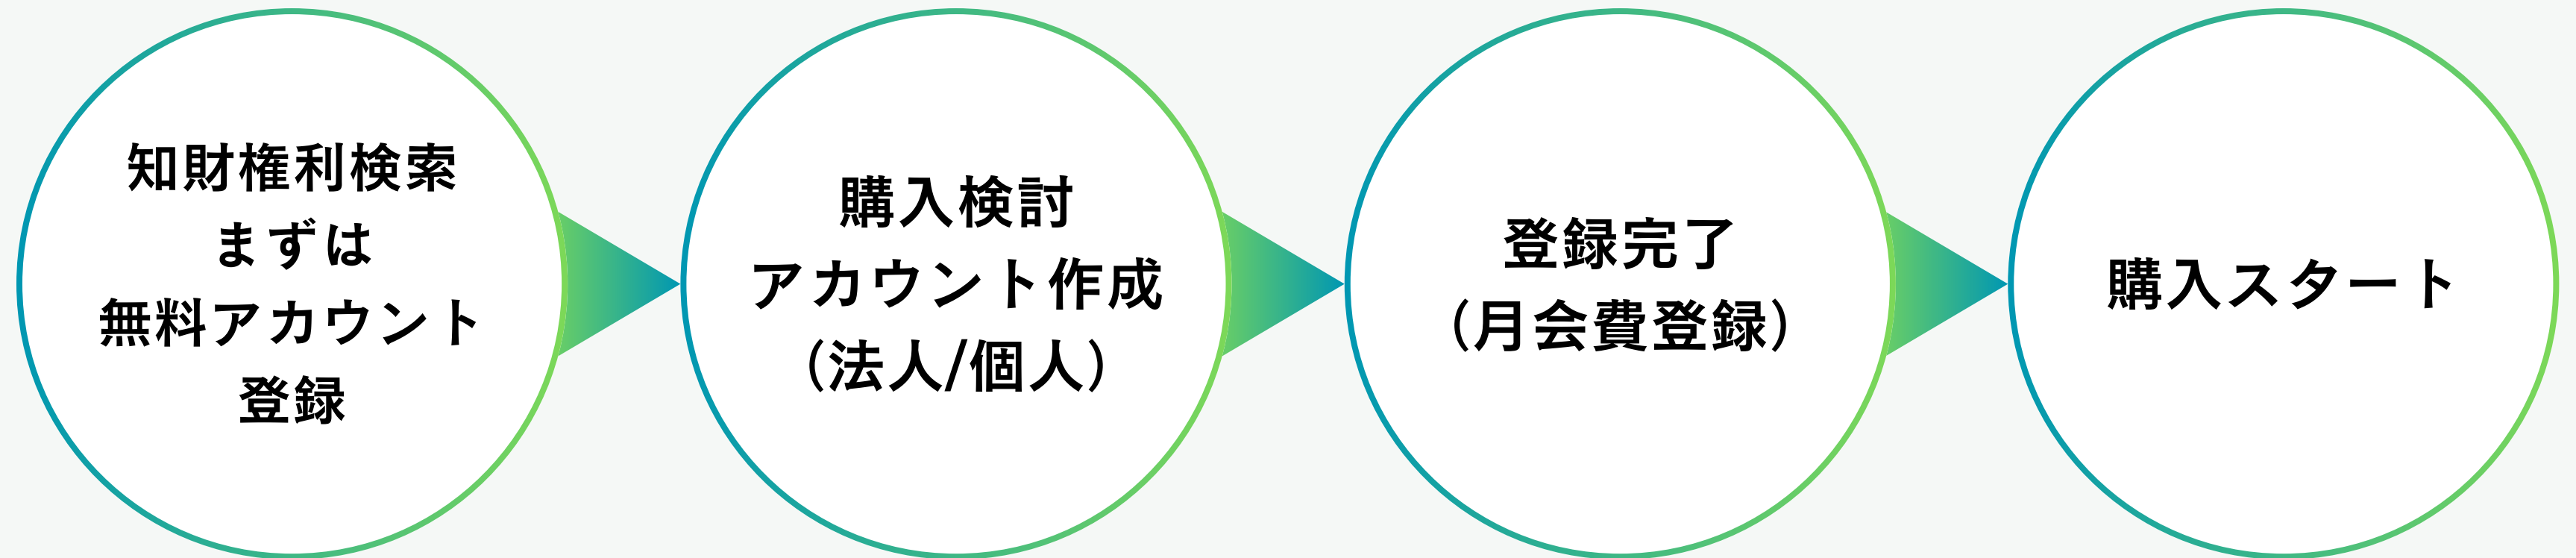 知財権利検索
まずは
無料アカウント
登録
購入検討
アカウント作成
（法人/個人）
登録完了
（月会費登録）
購入スタート